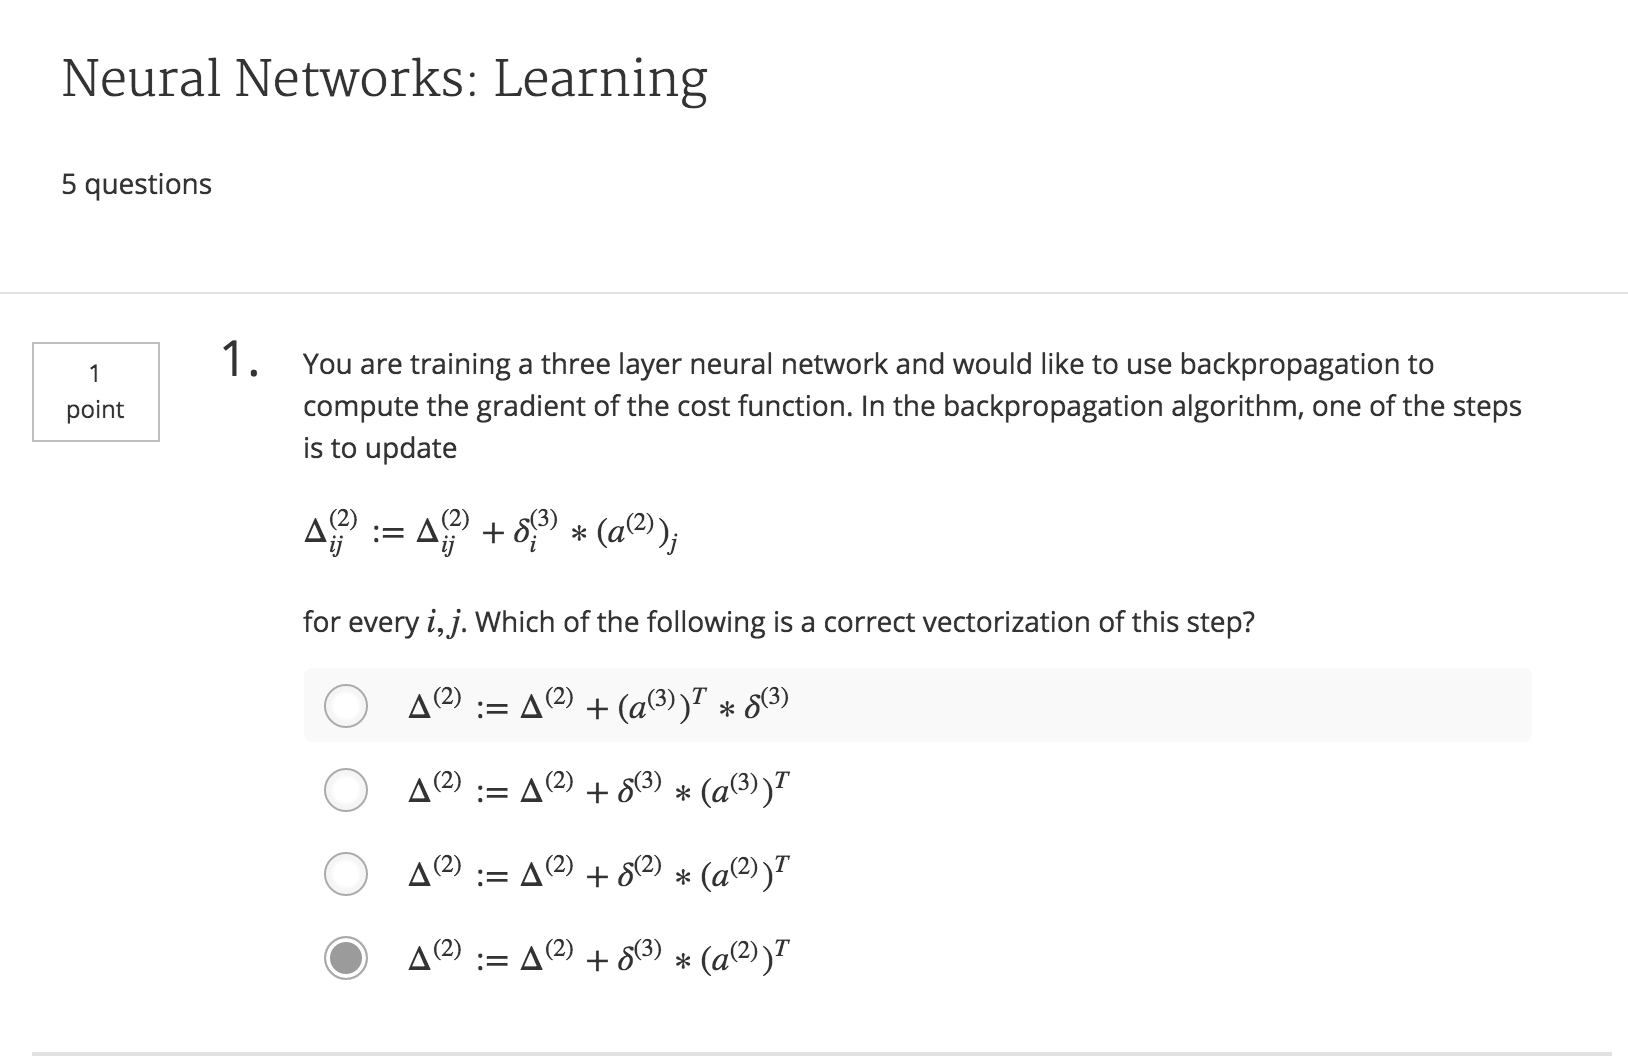 Neural Networks: Learning
5 questions
1
point
1.
You are training a three layer neural network and would like to use backpropagation to
compute the gradient of the cost function. In the backpropagation algorithm, one of the steps
is to update
Δ_{ij}^{(2)} := Δ_{ij}^{(2)} + δ_i^{(3)} * (a^{(2)})_j
for every i, j. Which of the following is a correct vectorization of this step?
Δ^{(2)} := Δ^{(2)} + (a^{(3)})^T * δ^{(3)}
Δ^{(2)} := Δ^{(2)} + δ^{(3)} * (a^{(3)})^T
Δ^{(2)} := Δ^{(2)} + δ^{(2)} * (a^{(2)})^T
Δ^{(2)} := Δ^{(2)} + δ^{(3)} * (a^{(2)})^T